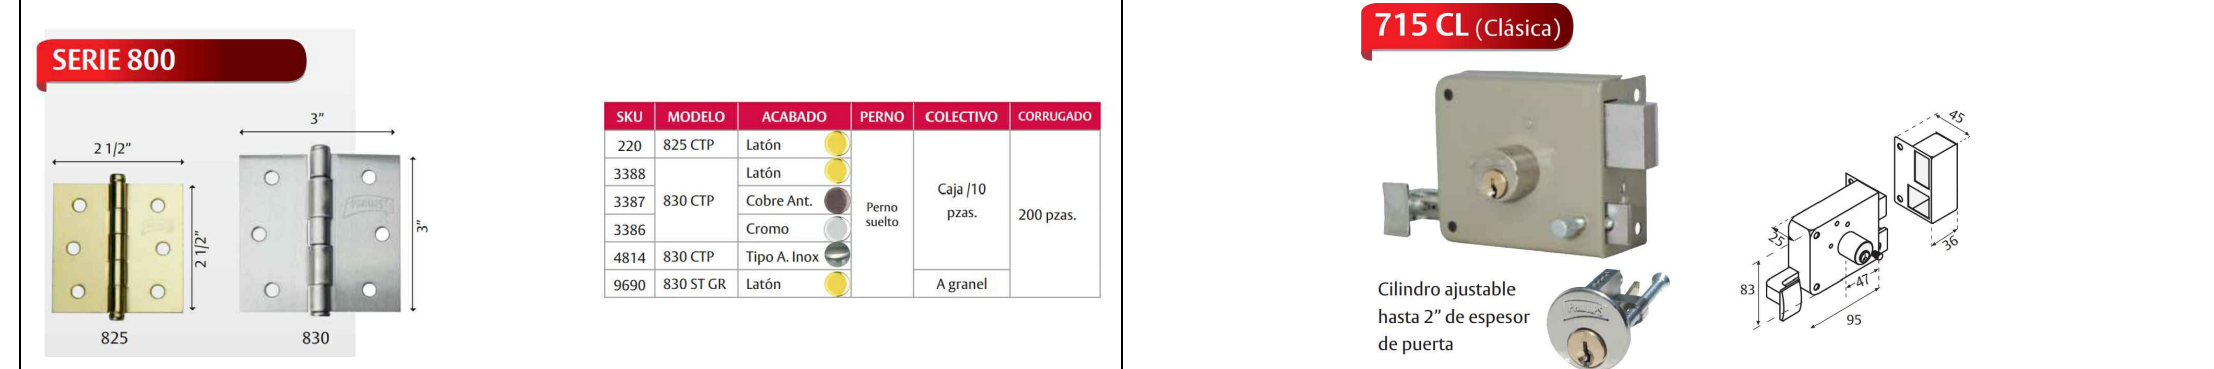 SERIE 800
3”
2 1/2”
2 1/2”
3”
825
830
SKU MODELO ACABADO PERNO COLECTIVO CORRUGADO
220 825 CTP Latón
3388 Latón
3387 830 CTP Cobre Ant. Perno suelto Caja /10 pzas. 200 pzas.
3386 Cromo
4814 830 CTP Tipo A. Inox
9690 830 ST GR Latón A granel
715 CL (Clásica)
Cilindro ajustable
hasta 2” de espesor
de puerta
45
36
25
83
47
95